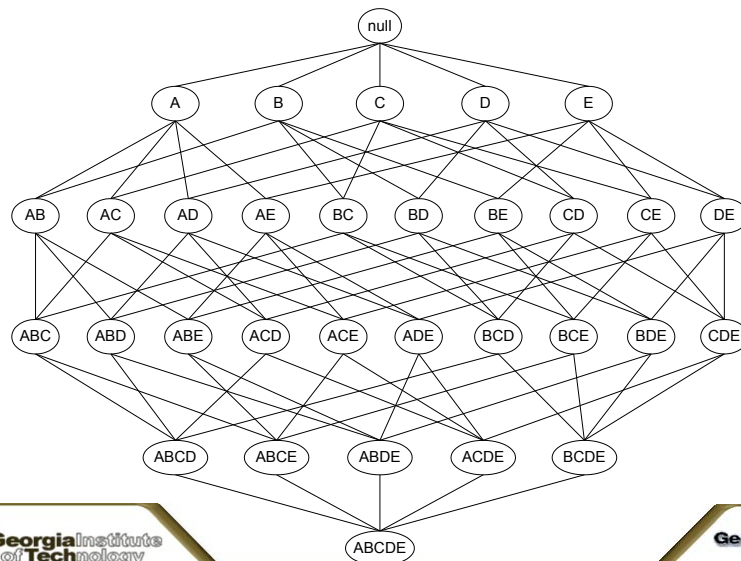 null
A B C D E
AB AC AD AE BC BD BE CD CE DE
ABC ABD ABE ACD ACE ADE BCD BCE BDE CDE
ABCD ABCE ABDE ACDE BCDE
ABCDE
Georgia Institute
of Technology
Ge